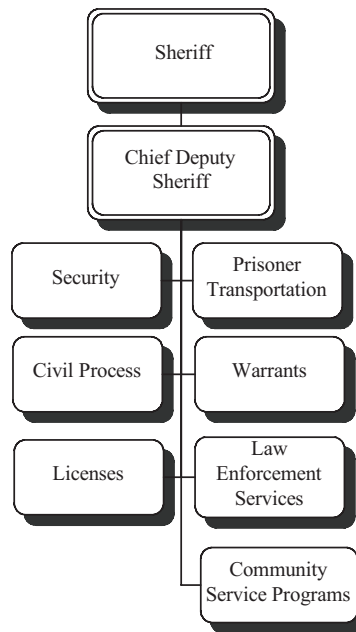 Sheriff
Chief Deputy
Sheriff
Security
Prisoner
Transportation
Civil Process
Warrants
Licenses
Law
Enforcement
Services
Community
Service Programs